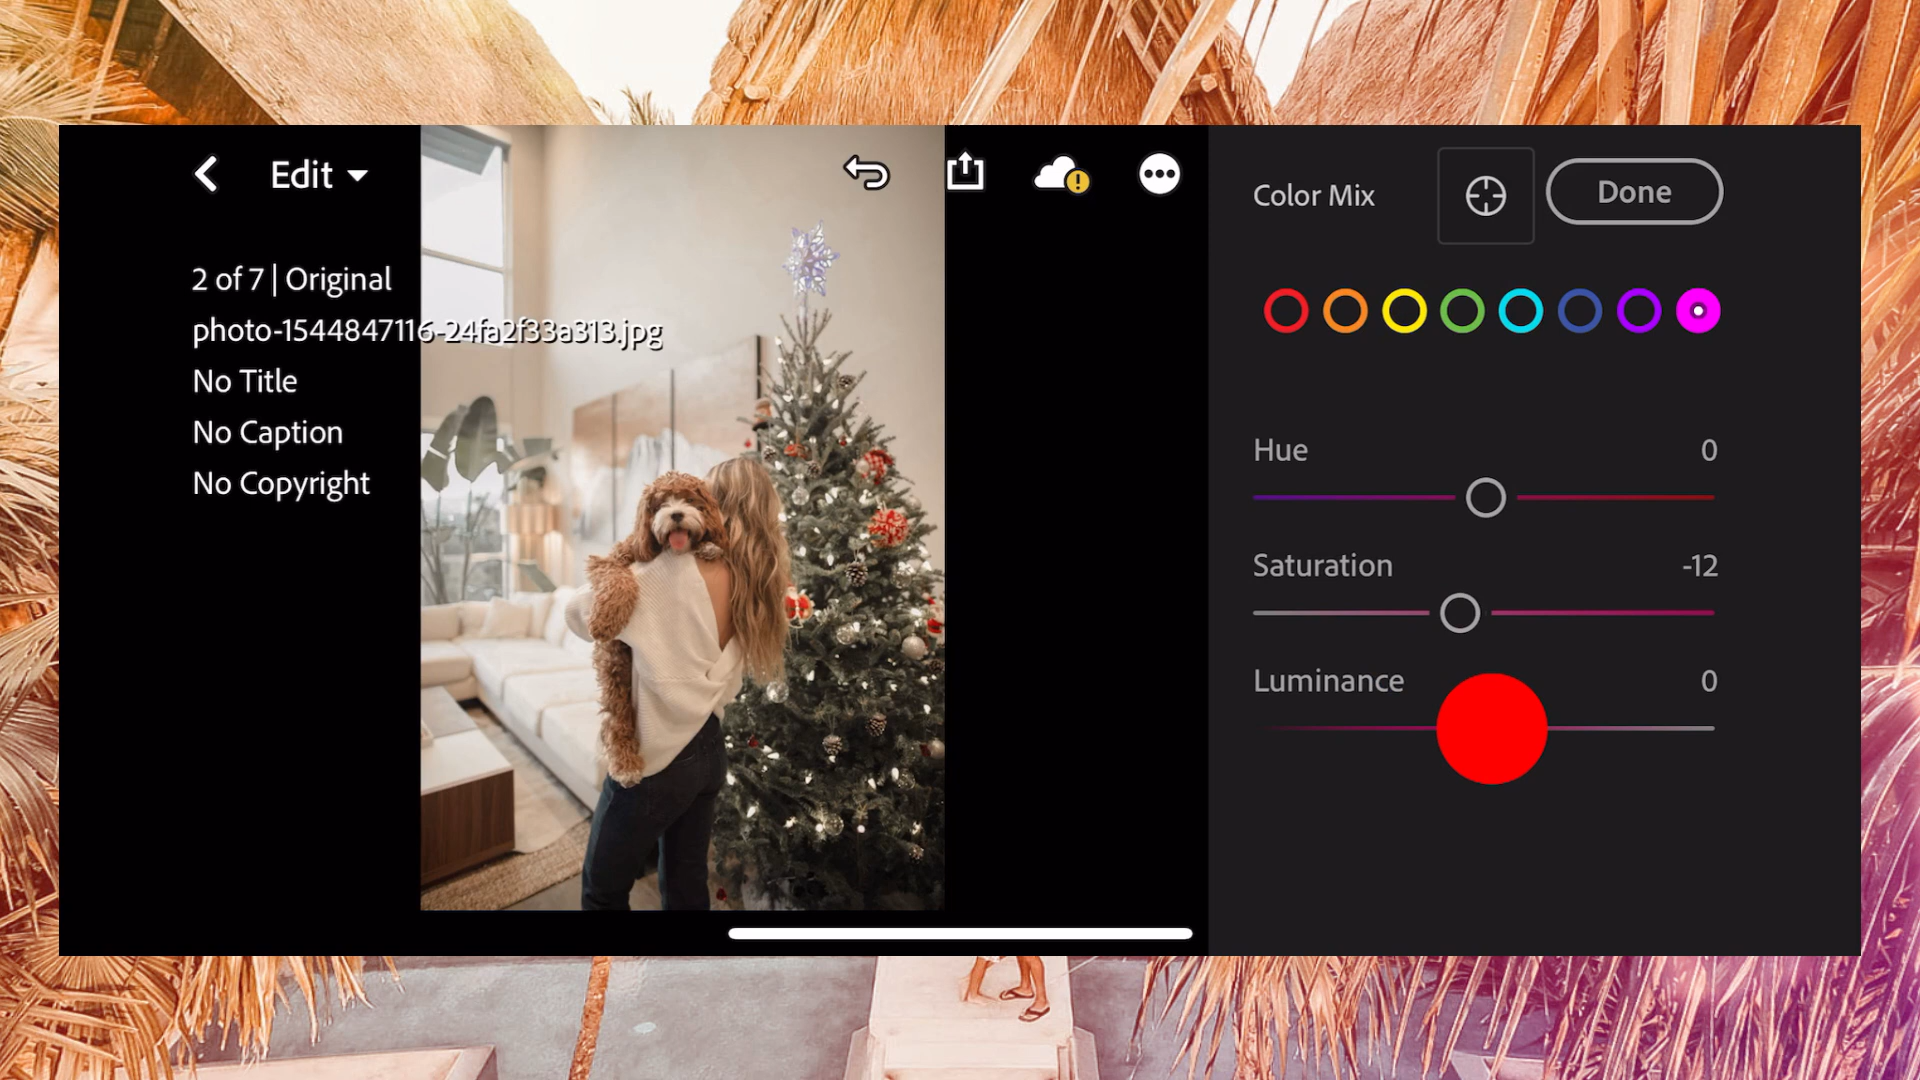 Edit
2 of 7 | Original
photo-1544847116-24fa2f33a313.jpg
No Title
No Caption
No Copyright
Color Mix
Done
Hue 0
Saturation -12
Luminance 0